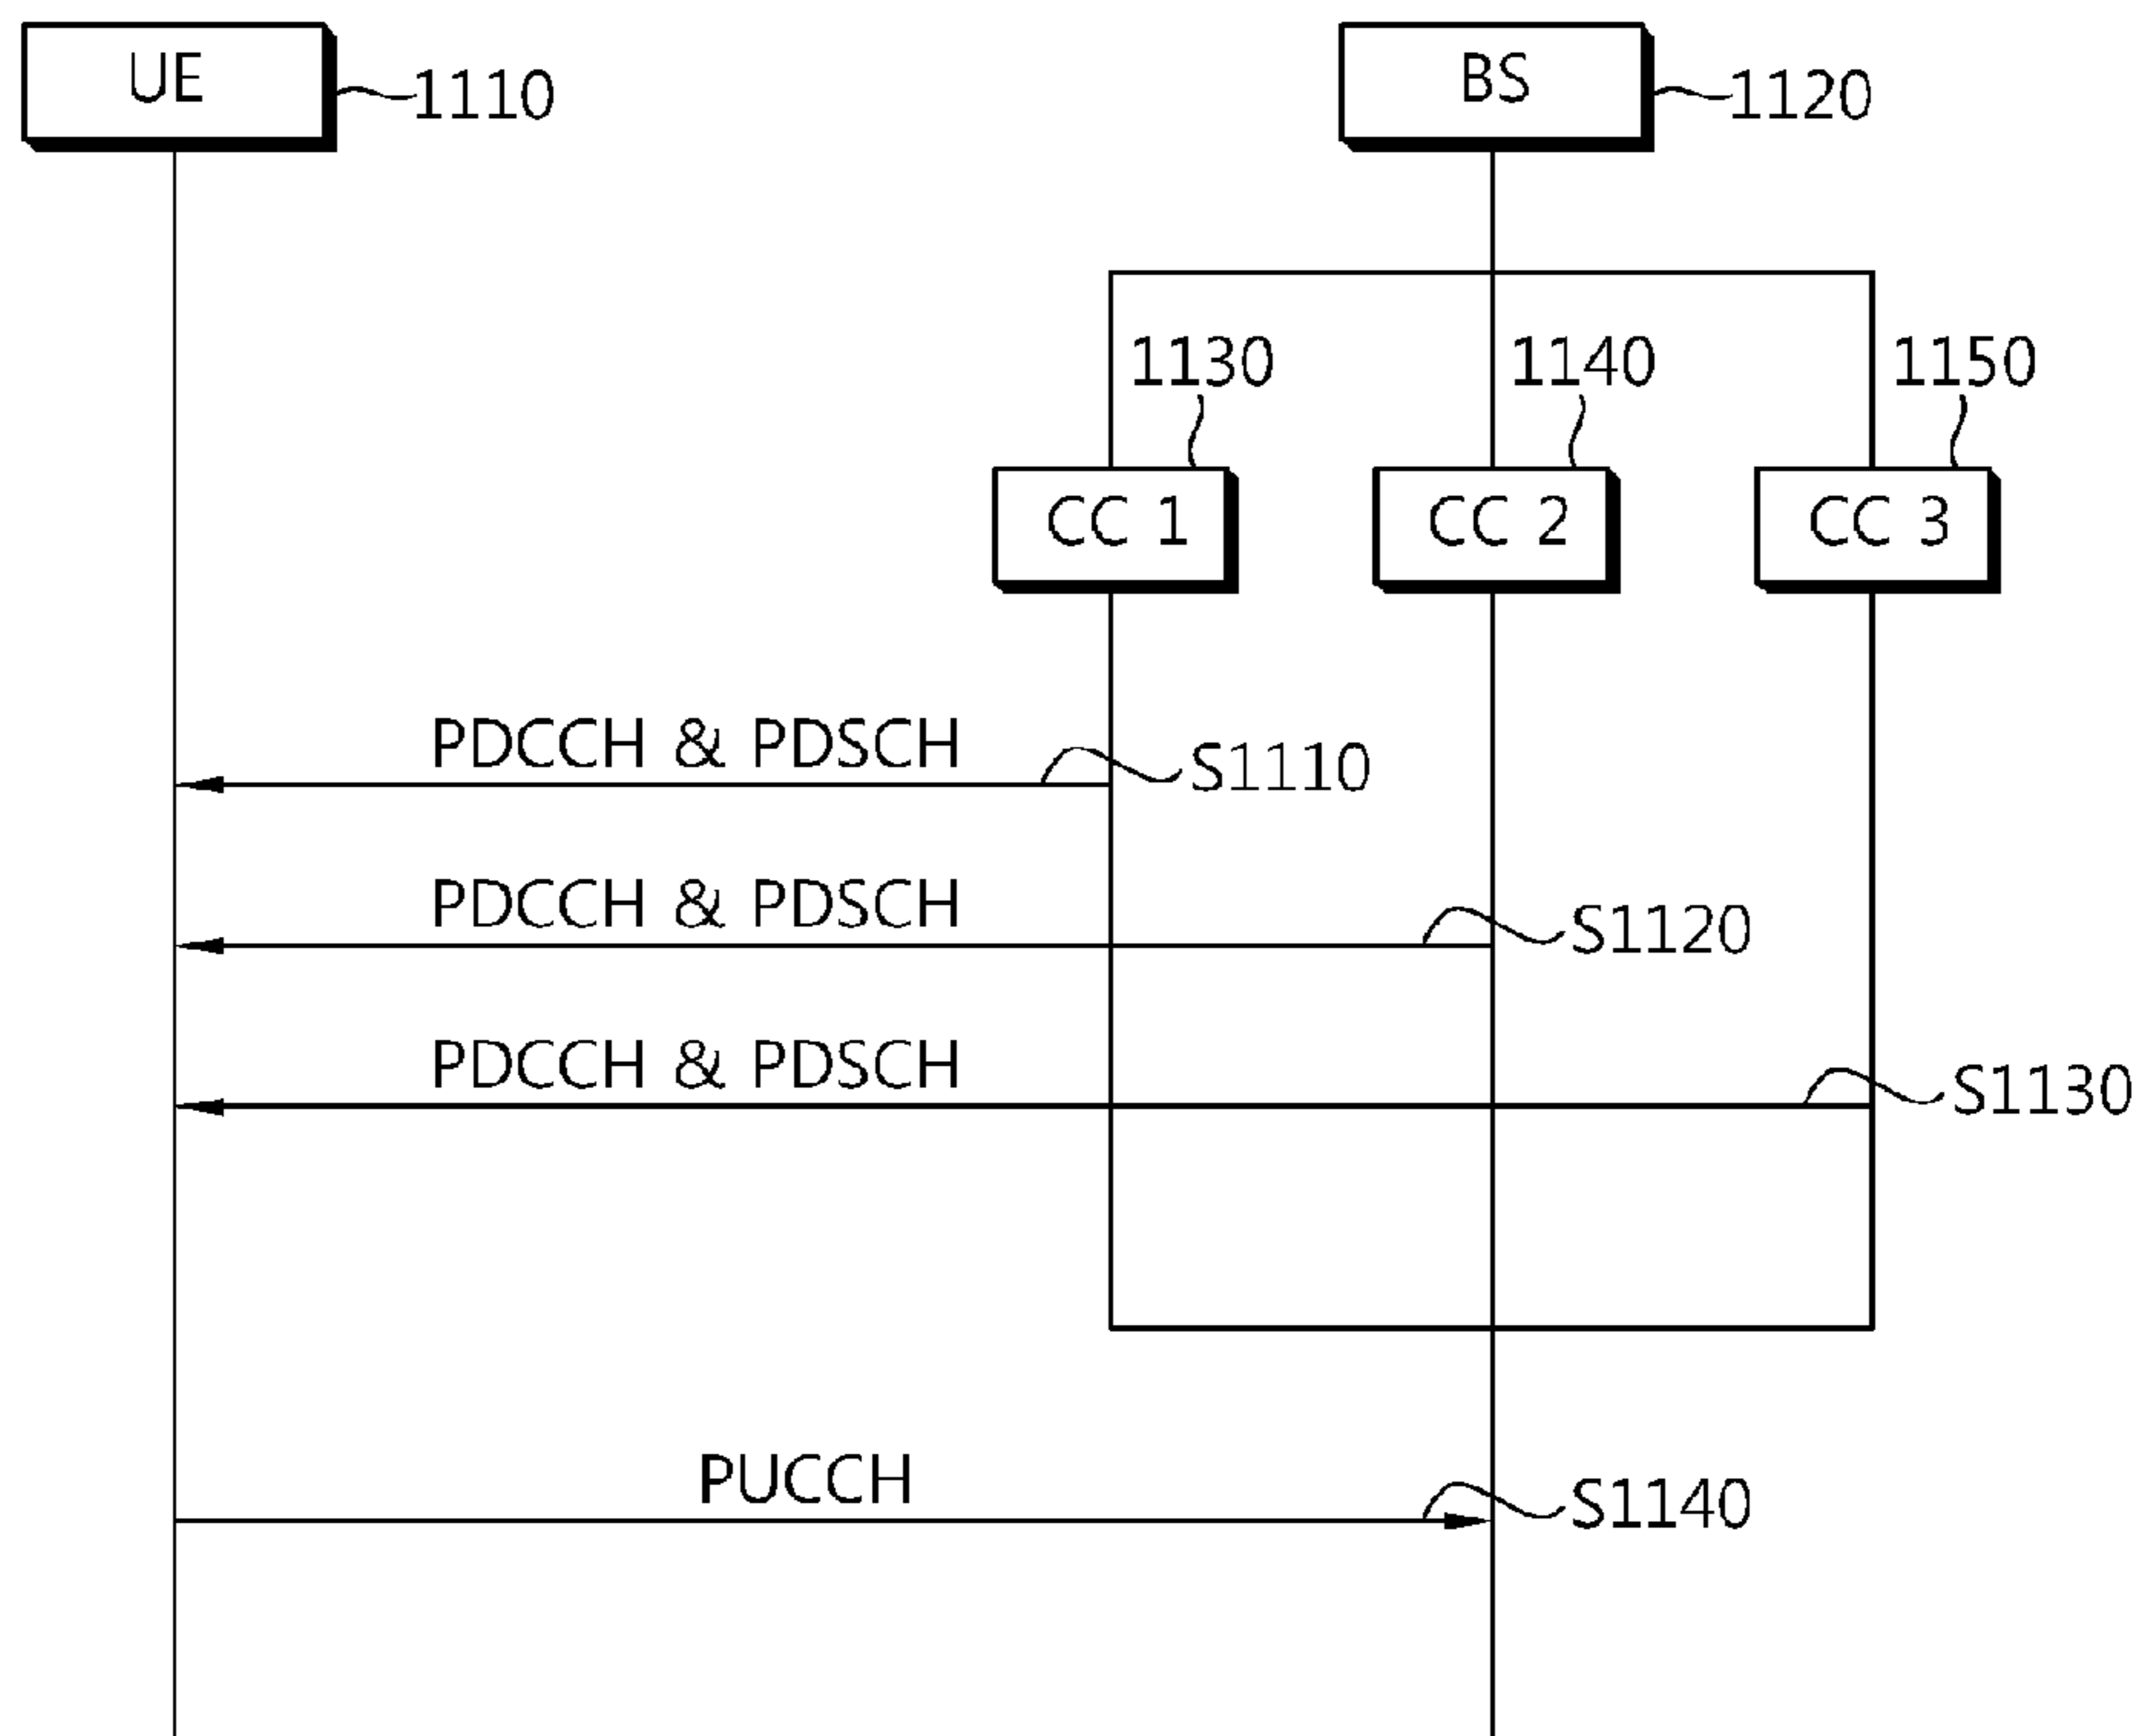 UE
1110
BS
1120
1130
1140
1150
CC 1
CC 2
CC 3
PDCCH & PDSCH
S1110
PDCCH & PDSCH
S1120
PDCCH & PDSCH
S1130
PUCCH
S1140